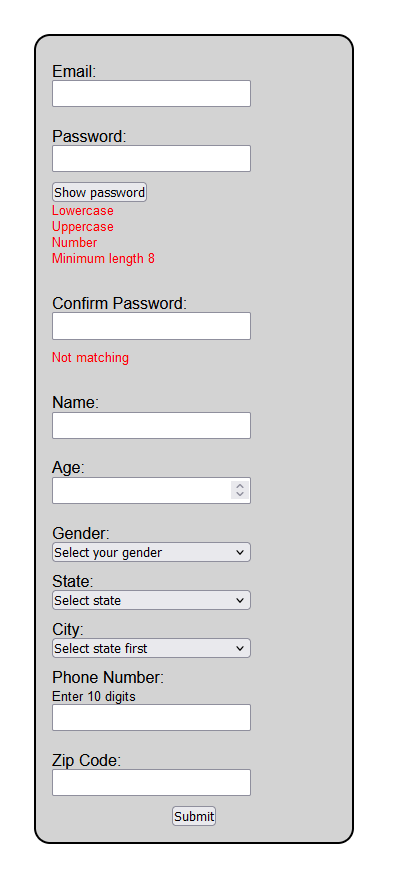 Email:
Password:
Show password
Lowercase
Uppercase
Number
Minimum length 8
Confirm Password:
Not matching
Name:
Age:
Gender:
Select your gender
State:
Select state
City:
Select state first
Phone Number:
Enter 10 digits
Zip Code:
Submit